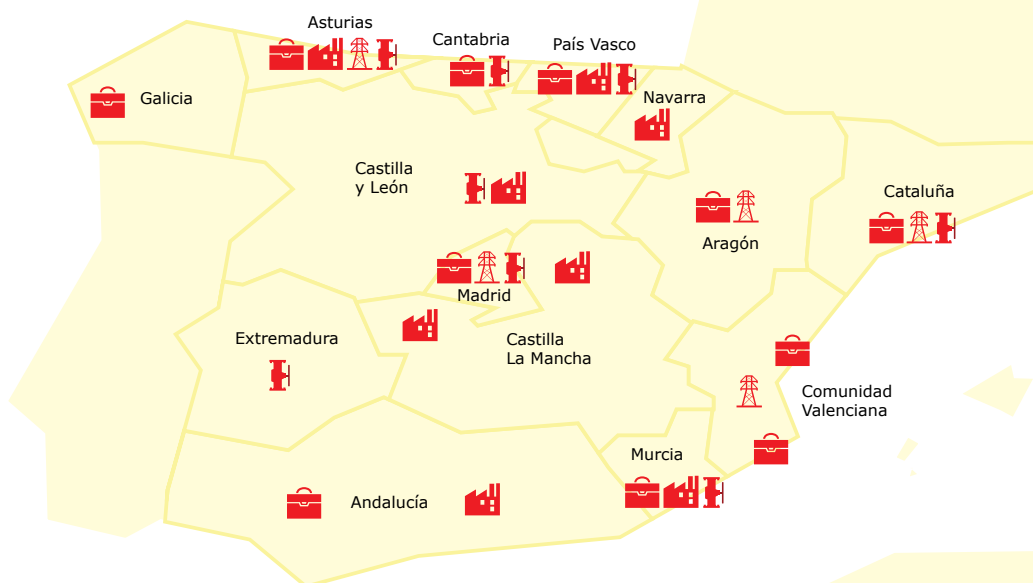 Asturias
Cantabria
País Vasco
Galicia
Navarra
Castilla
y León
Cataluña
Aragón
Madrid
Extremadura
Castilla
La Mancha
Comunidad
Valenciana
Murcia
Andalucía